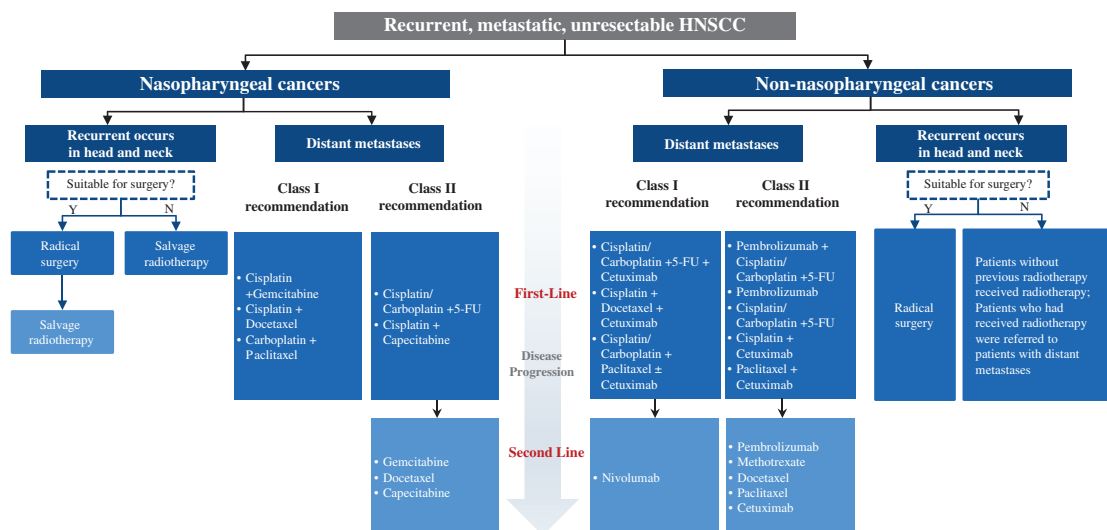 Recurrent, metastatic, unresectable HNSCC
Nasopharyngeal cancers
Recurrent occurs
in head and neck
Suitable for surgery?
Y
N
Radical
surgery
Salvage
radiotherapy
Salvage
radiotherapy
Distant metastases
Class I
recommendation
• Cisplatin
+Gemcitabine
• Cisplatin +
Docetaxel
• Carboplatin +
Paclitaxel
Class II
recommendation
• Cisplatin/
Carboplatin +5-FU
• Cisplatin +
Capecitabine
• Gemcitabine
• Docetaxel
• Capecitabine
First-Line
Disease
Progression
Second Line
Non-nasopharyngeal cancers
Distant metastases
Class I
recommendation
• Cisplatin/
Carboplatin +5-FU +
Cetuximab
• Cisplatin +
Docetaxel +
Cetuximab
• Cisplatin/
Carboplatin +
Paclitaxel ±
Cetuximab
• Nivolumab
Class II
recommendation
• Pembrolizumab +
Cisplatin/
Carboplatin +5-FU
• Pembrolizumab
• Cisplatin/
Carboplatin +5-FU
• Cisplatin +
Cetuximab
• Paclitaxel +
Cetuximab
• Pembrolizumab
• Methotrexate
• Docetaxel
• Paclitaxel
• Cetuximab
Recurrent occurs
in head and neck
Suitable for surgery?
Y
N
Radical
surgery
Patients without
previous radiotherapy
received radiotherapy;
Patients who had
received radiotherapy
were referred to
patients with distant
metastases